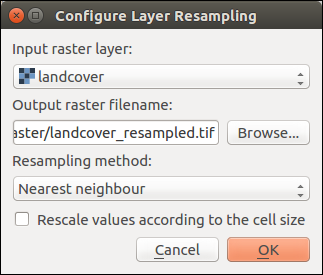 Configure Layer Resampling
Input raster layer:
landcover
Output raster filename:
aster/landcover_resampled.tif
Browse...
Resampling method:
Nearest neighbour
Rescale values according to the cell size
Cancel
OK